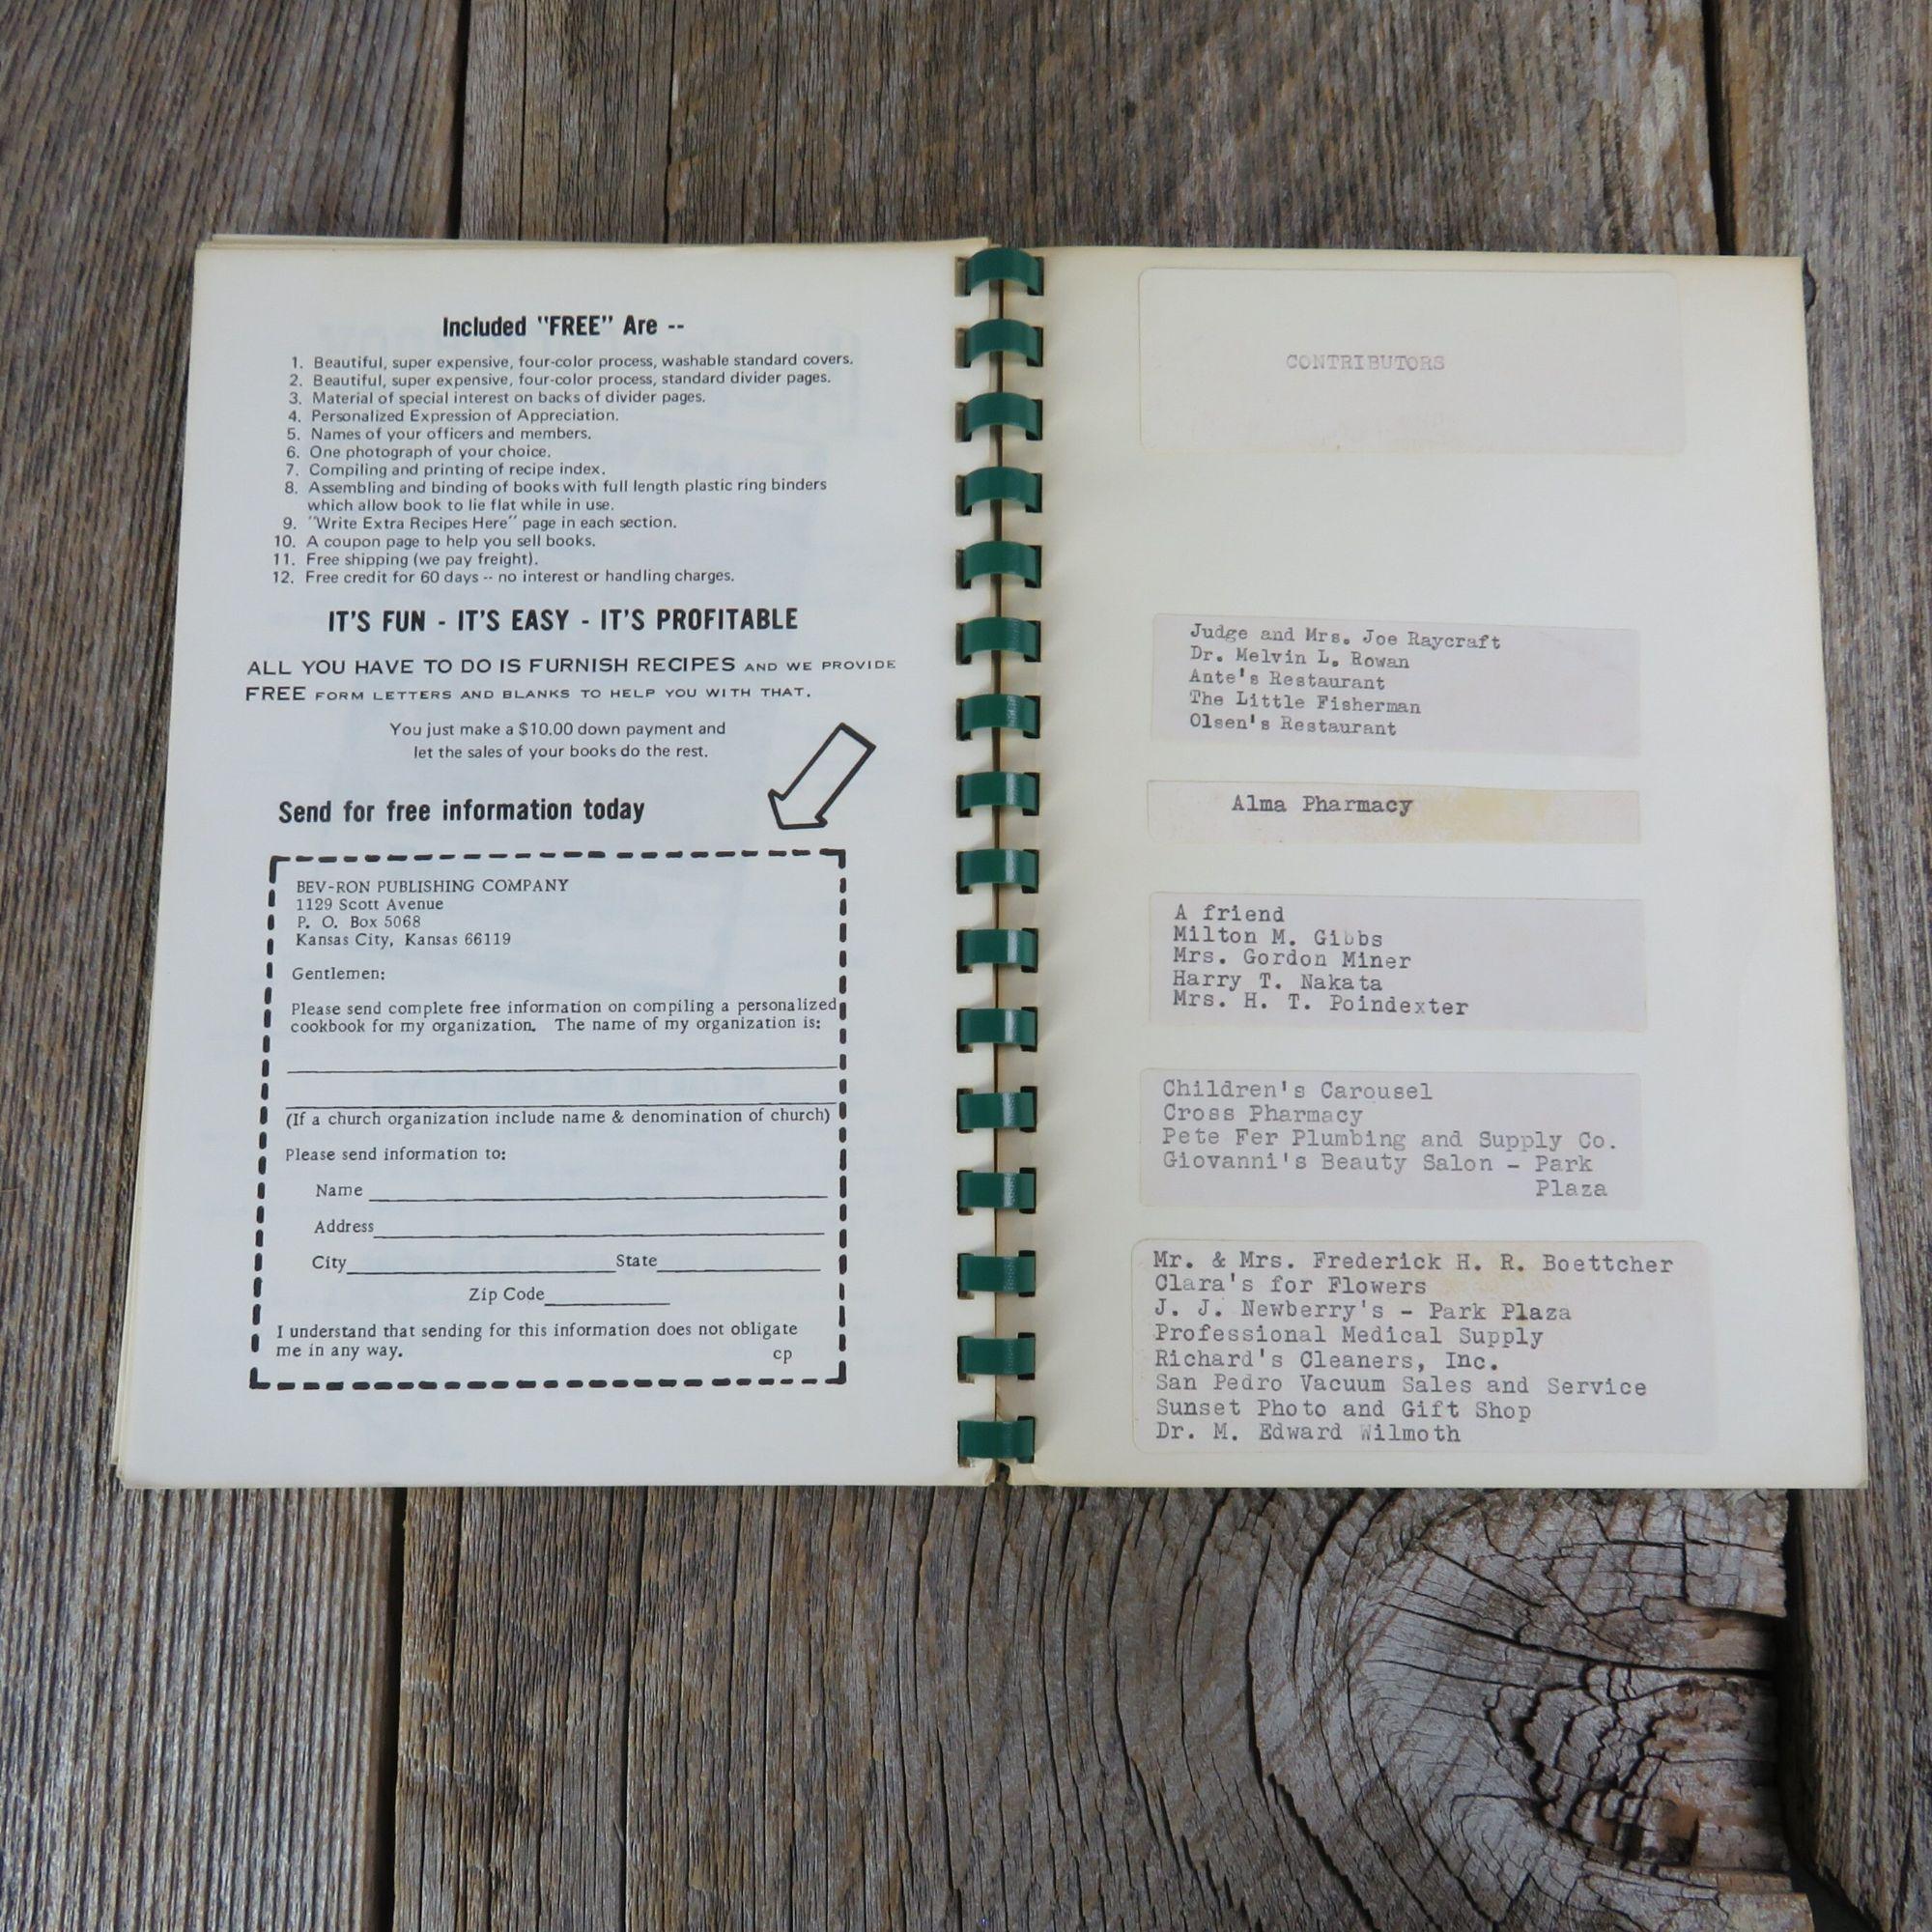 Included "FREE" Are --
1. Beautiful, super expensive, four-color process, washable standard covers.
2. Beautiful, super expensive, four-color process, standard divider pages.
3. Material of special interest on backs of divider pages.
4. Personalized Expression of Appreciation.
5. Names of your officers and members.
6. One photograph of your choice.
7. Compiling and printing of recipe index.
8. Assembling and binding of books with full length plastic ring binders
which allow book to lie flat while in use.
9. "Write Extra Recipes Here" page in each section.
10. A coupon page to help you sell books.
11. Free shipping (we pay freight).
12. Free credit for 60 days -- no interest or handling charges.
IT'S FUN - IT'S EASY - IT'S PROFITABLE
ALL YOU HAVE TO DO IS FURNISH RECIPES AND WE PROVIDE
FREE FORM LETTERS AND BLANKS TO HELP YOU WITH THAT.
You just make a $10.00 down payment and
let the sales of your books do the rest.
Send for free information today
BEV-RON PUBLISHING COMPANY
1129 Scott Avenue
P. O. Box 5068
Kansas City, Kansas 66119
Gentlemen:
Please send complete free information on compiling a personalized
cookbook for my organization. The name of my organization is:
(If a church organization include name & denomination of church)
Please send information to:
Name
Address
City State
Zip Code
I understand that sending for this information does not obligate
me in any way. cp
CONTRIBUTORS
Judge and Mrs. Joe Raycraft
Dr. Melvin L. Rowan
Ante's Restaurant
The Little Fisherman
Olsen's Restaurant
Alma Pharmacy
A friend
Milton M. Gibbs
Mrs. Gordon Miner
Harry T. Nakata
Mrs. H. T. Poindexter
Children's Carousel
Cross Pharmacy
Pete Fer Plumbing and Supply Co.
Giovanni's Beauty Salon - Park
Plaza
Mr. & Mrs. Frederick H. R. Boettcher
Clara's for Flowers
J. J. Newberry's - Park Plaza
Professional Medical Supply
Richard's Cleaners, Inc.
San Pedro Vacuum Sales and Service
Sunset Photo and Gift Shop
Dr. M. Edward Wilmoth